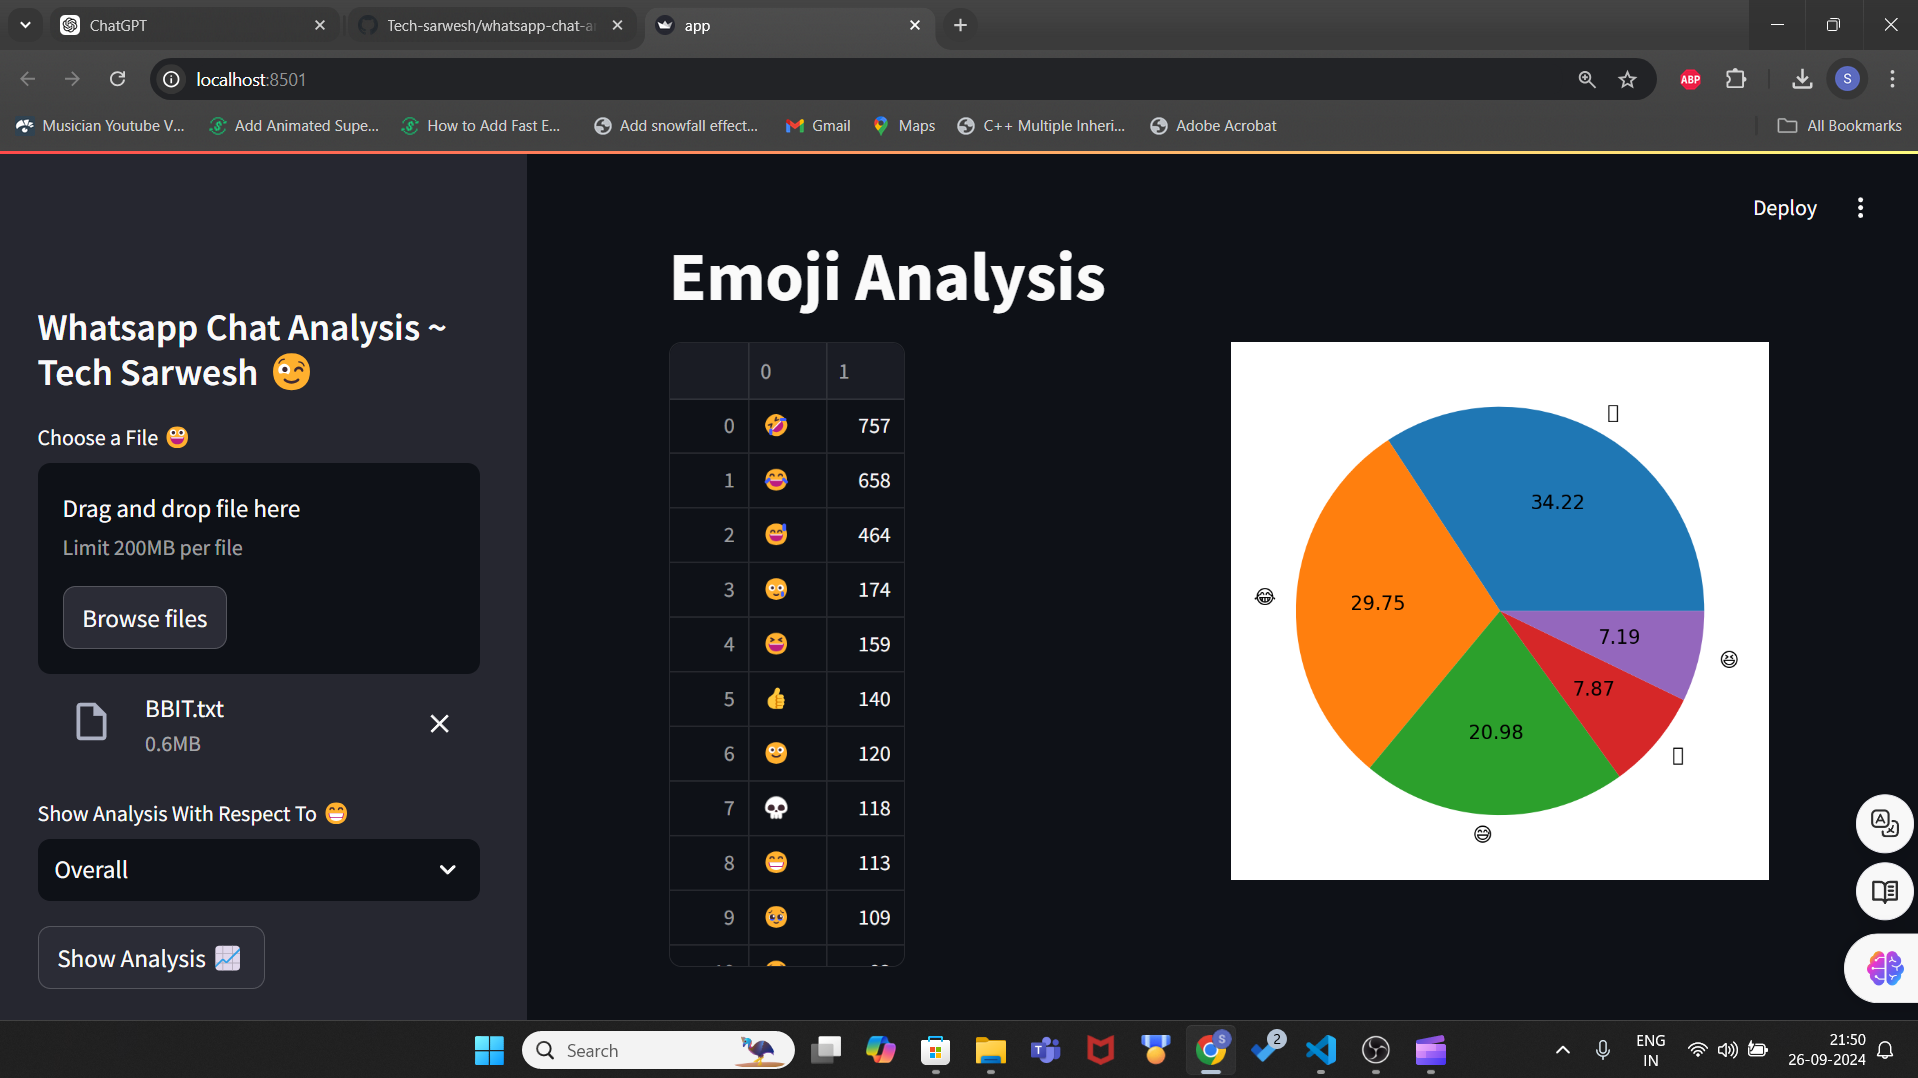 ChatGPT
Tech-sarwesh/whatsapp-chat-a
app
localhost:8501
ABP
S
Musician Youtube V...
Add Animated Supe...
How to Add Fast E...
Add snowfall effect...
Gmail
Maps
C++ Multiple Inheri...
Adobe Acrobat
All Bookmarks
Deploy
Whatsapp Chat Analysis ~
Tech Sarwesh 😉
Choose a File 😀
Drag and drop file here
Limit 200MB per file
Browse files
BBIT.txt
0.6MB
Show Analysis With Respect To 😁
Overall
Show Analysis 📈
Emoji Analysis
0 1
0 🤣 757
1 😂 658
2 😅 464
3 🥲 174
4 😆 159
5 👍 140
6 🙂 120
7 💀 118
8 😁 113
9 🥹 109
34.22
29.75
20.98
7.87
7.19
😂
😅
😆
Search
S
2
ENG
IN
21:50
26-09-2024